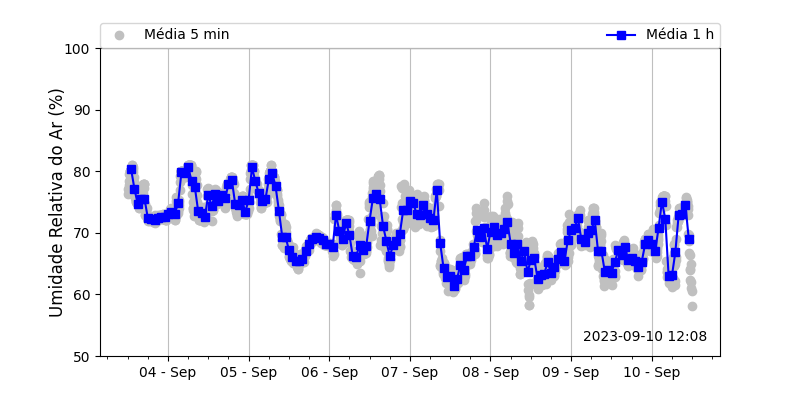 Média 5 min
Média 1 h
Umidade Relativa do Ar (%)
100
90
80
70
60
50
2023-09-10 12:08
04 - Sep
05 - Sep
06 - Sep
07 - Sep
08 - Sep
09 - Sep
10 - Sep